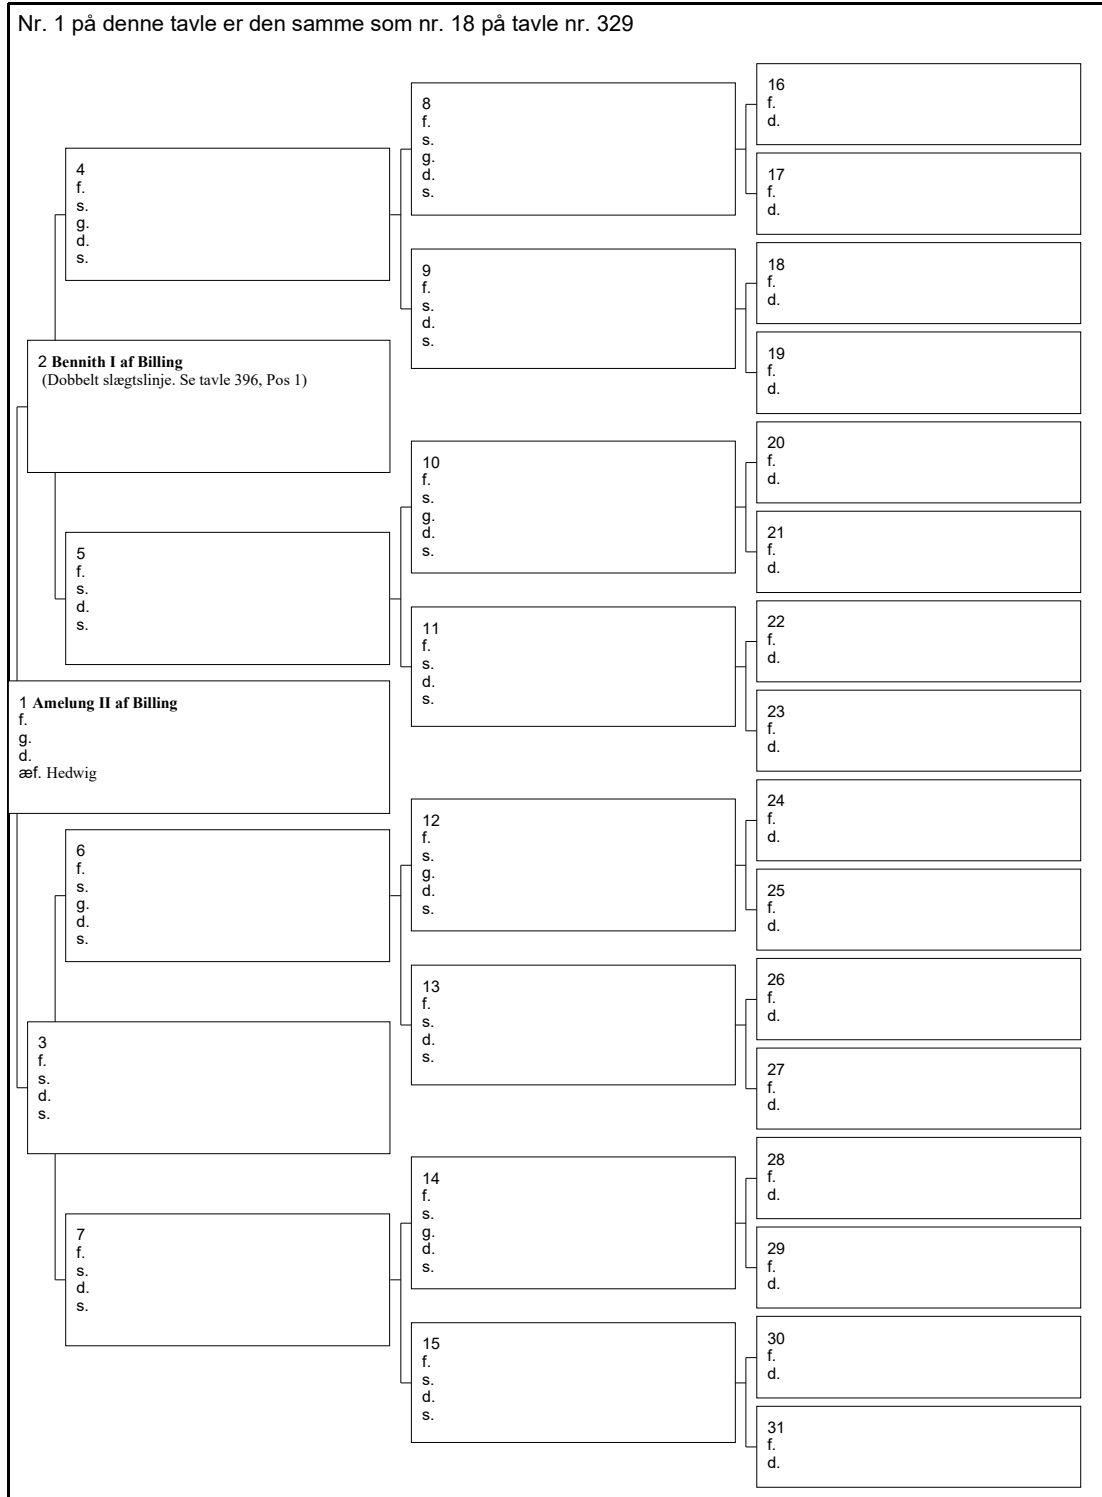 Nr. 1 på denne tavle er den samme som nr. 18 på tavle nr. 329
16
f.
d.
8
f.
s.
g.
d.
s.
17
f.
d.
4
f.
s.
g.
d.
s.
18
f.
d.
9
f.
s.
d.
s.
19
f.
d.
2 Bennith I af Billing
(Dobbelt slægtslinje. Se tavle 396, Pos 1)
20
f.
d.
10
f.
s.
g.
d.
s.
21
f.
d.
5
f.
s.
d.
s.
22
f.
d.
11
f.
s.
d.
s.
23
f.
d.
1 Amelung II af Billing
f.
g.
d.
æf. Hedwig
24
f.
d.
12
f.
s.
g.
d.
s.
25
f.
d.
6
f.
s.
g.
d.
s.
26
f.
d.
13
f.
s.
d.
s.
27
f.
d.
3
f.
s.
d.
s.
28
f.
d.
14
f.
s.
g.
d.
s.
29
f.
d.
7
f.
s.
d.
s.
30
f.
d.
15
f.
s.
d.
s.
31
f.
d.